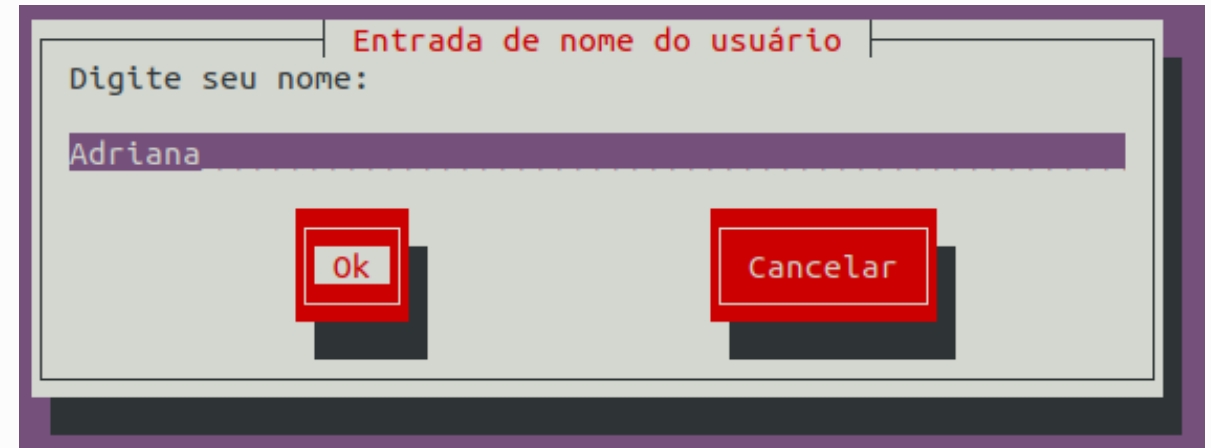 Entrada de nome do usuário
Digite seu nome:
Adriana
Ok
Cancelar